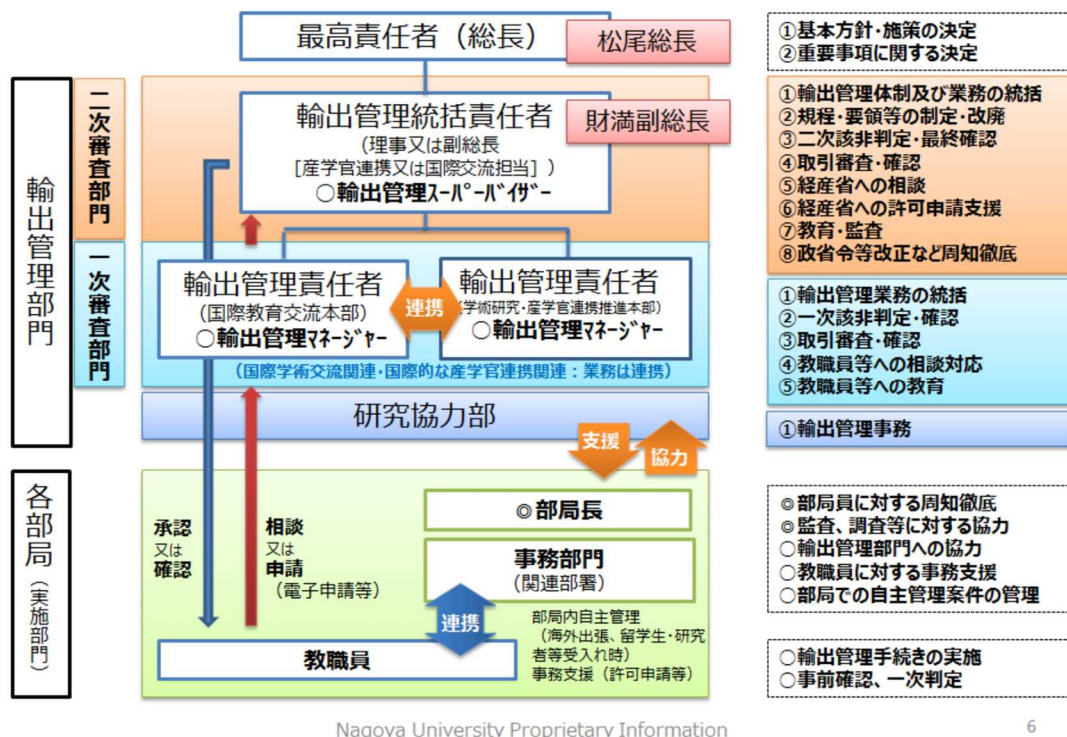 最高責任者（総長）
松尾総長
①基本方針・施策の決定
②重要事項に関する決定
輸出管理部門
二次審査部門
輸出管理統括責任者
（理事又は副総長
［産学官連携又は国際交流担当］）
○輸出管理ｽｰﾊﾟｰﾊﾞｲｻﾞｰ
財満副総長
①輸出管理体制及び業務の統括
②規程・要領等の制定・改廃
③二次該非判定・最終確認
④取引審査・確認
⑤経産省への相談
⑥経産省への許可申請支援
⑦教育・監査
⑧政省令等改正など周知徹底
一次審査部門
輸出管理責任者
（国際教育交流本部）
○輸出管理ﾏﾈｰｼﾞｬｰ
連携
輸出管理責任者
学術研究・産学官連携推進本部）
○輸出管理ﾏﾈｰｼﾞｬｰ
（国際学術交流関連・国際的な産学官連携関連：業務は連携）
①輸出管理業務の統括
②一次該非判定・確認
③取引審査・確認
④教職員等への相談対応
⑤教職員等への教育
研究協力部
①輸出管理事務
支援
協力
各部局（実施部門）
承認
又は
確認
相談
又は
申請
（電子申請等）
◎部局長
事務部門
（関連部署）
連携
部局内自主管理
（海外出張、留学生・研究
者等受入れ時）
事務支援（許可申請等）
教職員
◎部局員に対する周知徹底
◎監査、調査等に対する協力
○輸出管理部門への協力
○教職員に対する事務支援
○部局での自主管理案件の管理
○輸出管理手続きの実施
○事前確認、一次判定
Nagoya University Proprietary Information
6